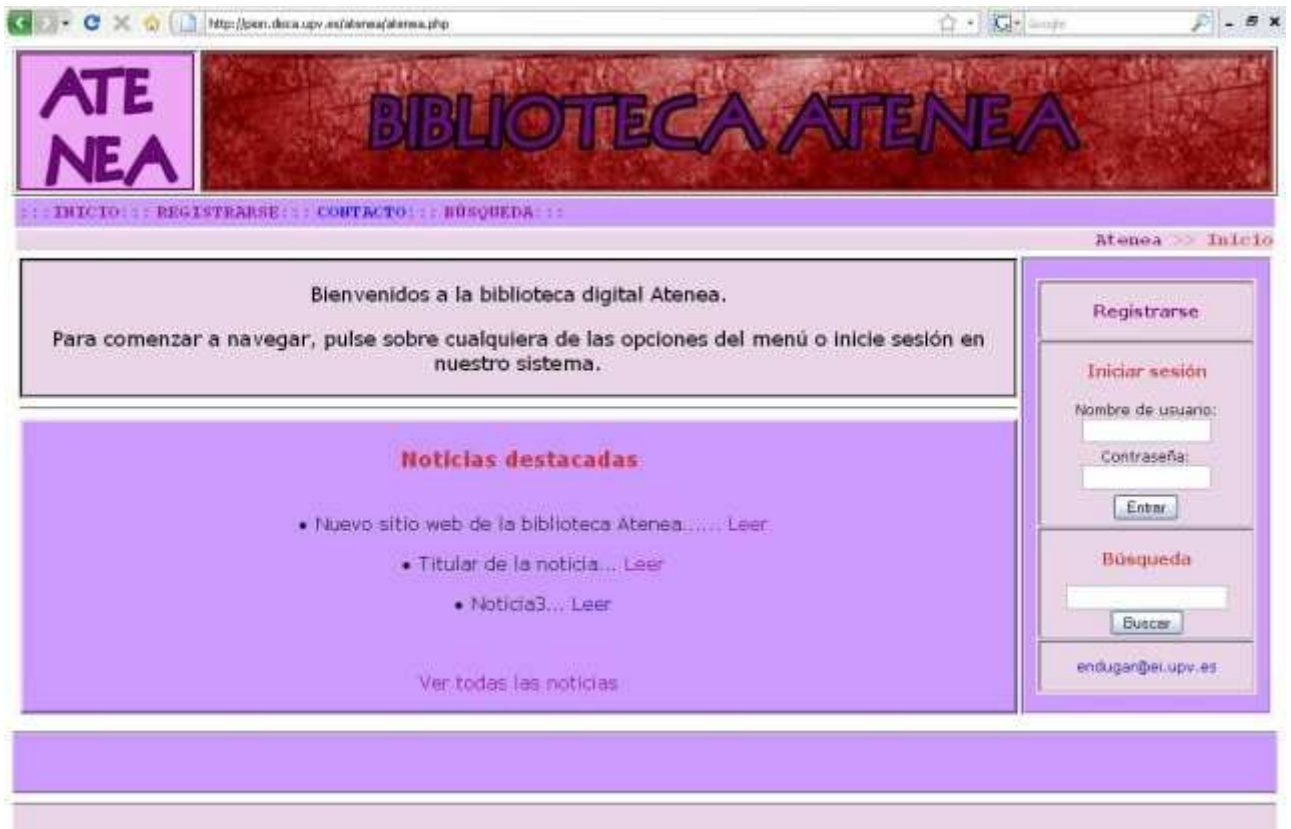 http://pion.disca.upv.es/atenea/atenea.php
Google
ATE
NEA
BIBLIOTECA ATENEA
:::INICIO::: REGISTRARSE::: CONTACTO::: BÚSQUEDA:::
Atenea >> Inicio
Bienvenidos a la biblioteca digital Atenea.
Para comenzar a navegar, pulse sobre cualquiera de las opciones del menú o inicie sesión en
nuestro sistema.
Noticias destacadas
• Nuevo sitio web de la biblioteca Atenea...... Leer
• Titular de la noticia... Leer
• Noticia3... Leer
Ver todas las noticias
Registrarse
Iniciar sesión
Nombre de usuario:
Contraseña:
Entrar
Búsqueda
Buscar
endugar@ei.upv.es